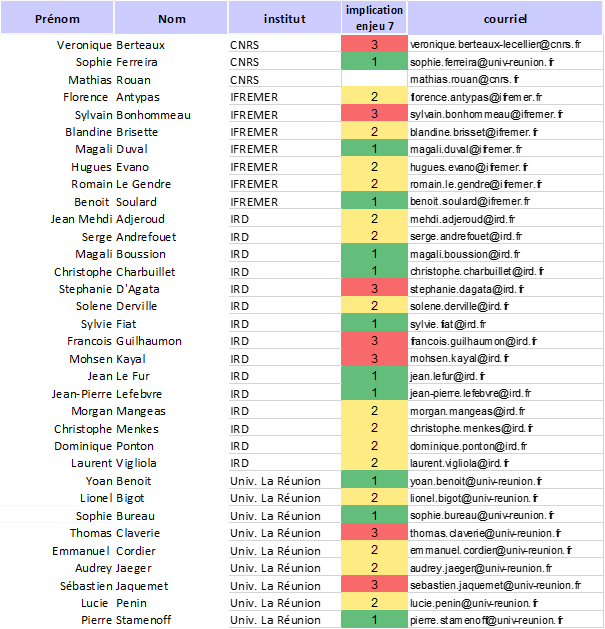 Prénom Nom institut implication enjeu 7 courriel
Veronique Berteaux CNRS 3 veronique.berteaux-lecellier@cnrs.fr
Sophie Ferreira CNRS 1 sophie.ferreira@univ-reunion.fr
Mathias Rouan CNRS mathias.rouan@cnrs.fr
Florence Antypas IFREMER 2 florence.antypas@ifremer.fr
Sylvain Bonhommeau IFREMER 3 sylvain.bonhommeau@ifremer.fr
Blandine Brisette IFREMER 2 blandine.brisset@ifremer.fr
Magali Duval IFREMER 1 magali.duval@ifremer.fr
Hugues Evano IFREMER 2 hugues.evano@ifremer.fr
Romain Le Gendre IFREMER 2 romain.le.gendre@ifremer.fr
Benoit Soulard IFREMER 1 benoit.soulard@ifremer.fr
Jean Mehdi Adjeroud IRD 2 mehdi.adjeroud@ird.fr
Serge Andrefouet IRD 2 serge.andrefouet@ird.fr
Magali Boussion IRD 1 magali.boussion@ird.fr
Christophe Charbuillet IRD 1 christophe.charbuillet@ird.fr
Stephanie D'Agata IRD 3 stephanie.dagata@ird.fr
Solene Derville IRD 2 solene.derville@ird.fr
Sylvie Fiat IRD 1 sylvie.fiat@ird.fr
Francois Guilhaumon IRD 3 francois.guilhaumon@ird.fr
Mohsen Kayal IRD 3 mohsen.kayal@ird.fr
Jean Le Fur IRD 1 jean.lefur@ird.fr
Jean-Pierre Lefebvre IRD 1 jean-pierre.lefebvre@ird.fr
Morgan Mangeas IRD 2 morgan.mangeas@ird.fr
Christophe Menkes IRD 2 christophe.menkes@ird.fr
Dominique Ponton IRD 2 dominique.ponton@ird.fr
Laurent Vigliola IRD 2 laurent.vigliola@ird.fr
Yoan Benoit Univ. La Réunion 1 yoan.benoit@univ-reunion.fr
Lionel Bigot Univ. La Réunion 2 lionel.bigot@univ-reunion.fr
Sophie Bureau Univ. La Réunion 1 sophie.bureau@univ-reunion.fr
Thomas Claverie Univ. La Réunion 3 thomas.claverie@univ-reunion.fr
Emmanuel Cordier Univ. La Réunion 2 emmanuel.cordier@univ-reunion.fr
Audrey Jaeger Univ. La Réunion 2 audrey.jaeger@univ-reunion.fr
Sébastien Jaquemet Univ. La Réunion 3 sebastien.jaquemet@univ-reunion.fr
Lucie Penin Univ. La Réunion 2 lucie.penin@univ-reunion.fr
Pierre Stamenoff Univ. La Réunion 1 pierre.stamenoff@univ-reunion.fr